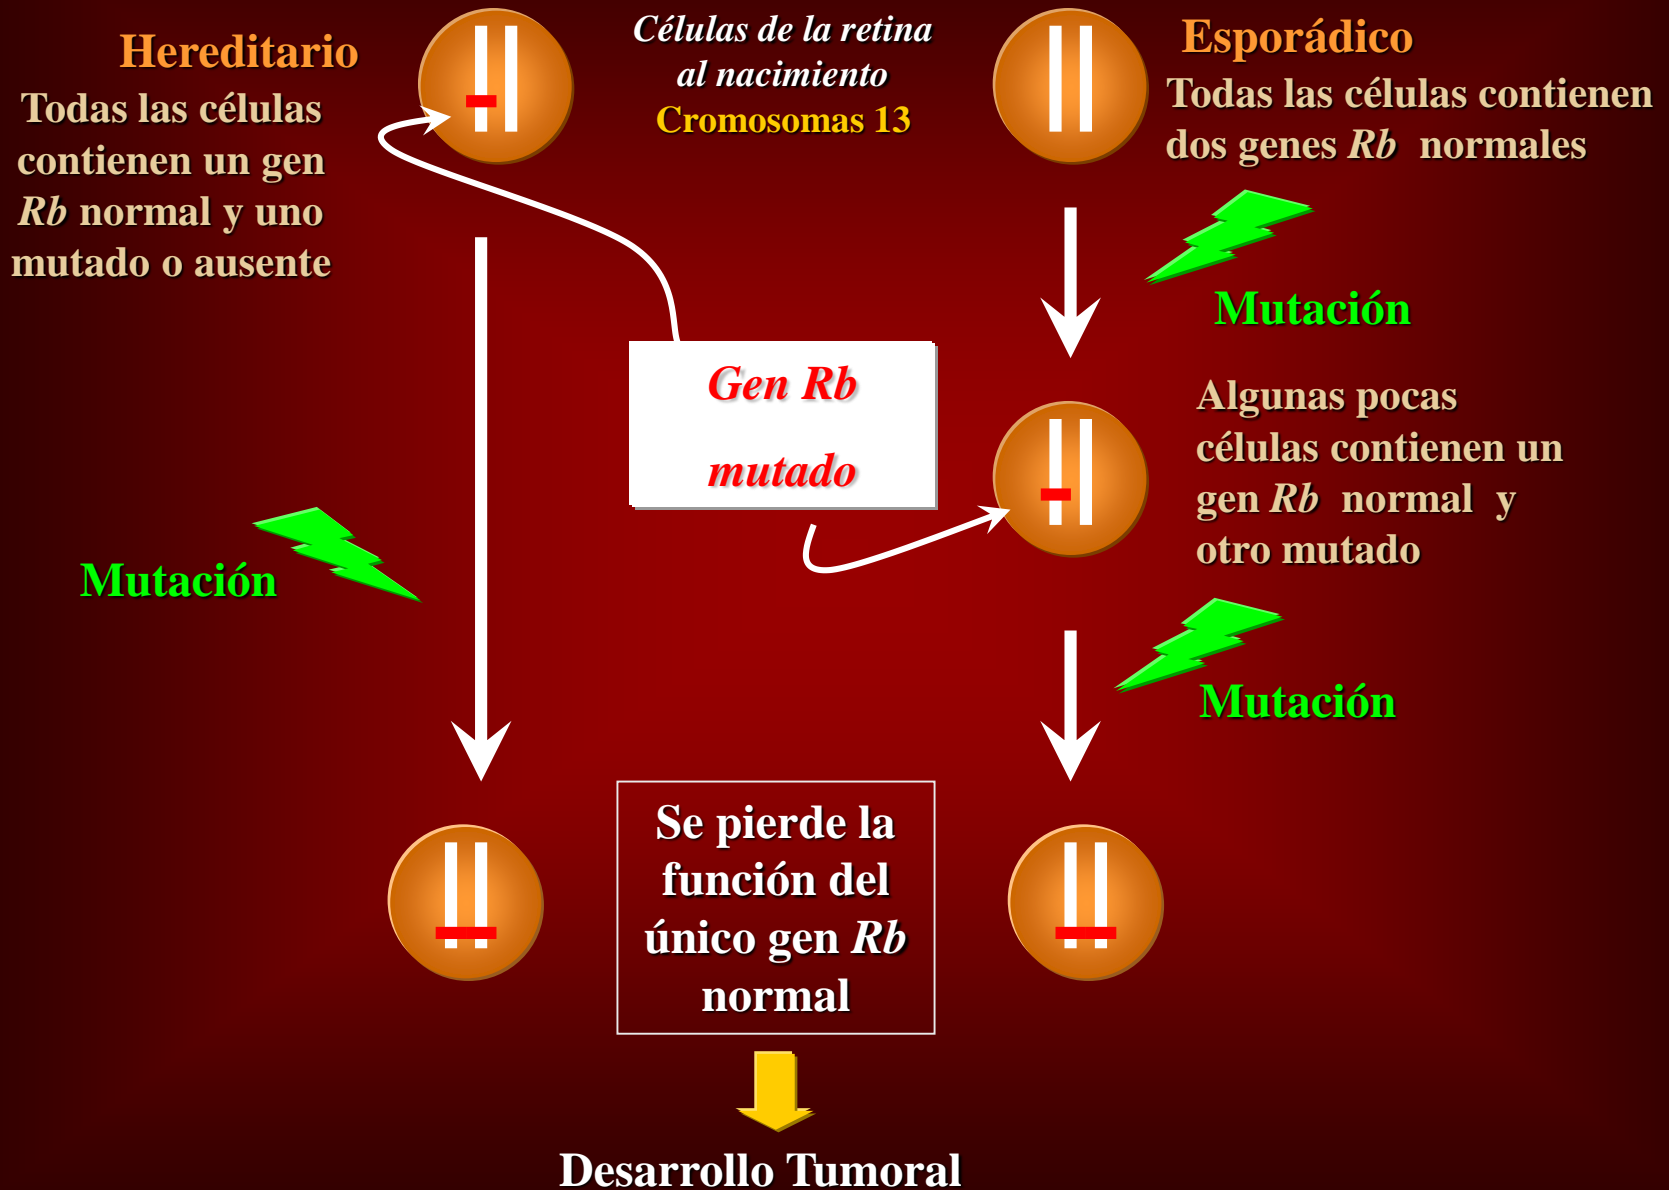 Hereditario
Todas las células
contienen un gen
Rb normal y uno
mutado o ausente
Células de la retina
al nacimiento
Cromosomas 13
Esporádico
Todas las células contienen
dos genes Rb normales
Mutación
Gen Rb
mutado
Algunas pocas
células contienen un
gen Rb normal y
otro mutado
Mutación
Mutación
Se pierde la
función del
único gen Rb
normal
Desarrollo Tumoral